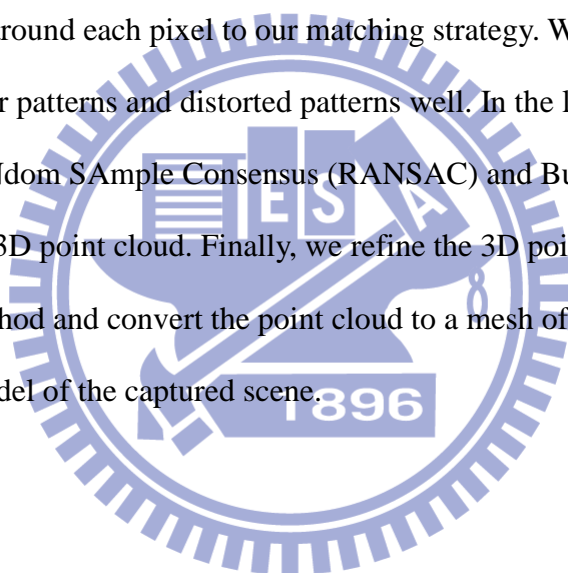 round each pixel to our matching strategy. W
r patterns and distorted patterns well. In the l
Ndom SAmple Consensus (RANSAC) and Bu
E S A
3D point cloud. Finally, we refine the 3D poi
hod and convert the point cloud to a mesh of
del of the captured scene.
1896